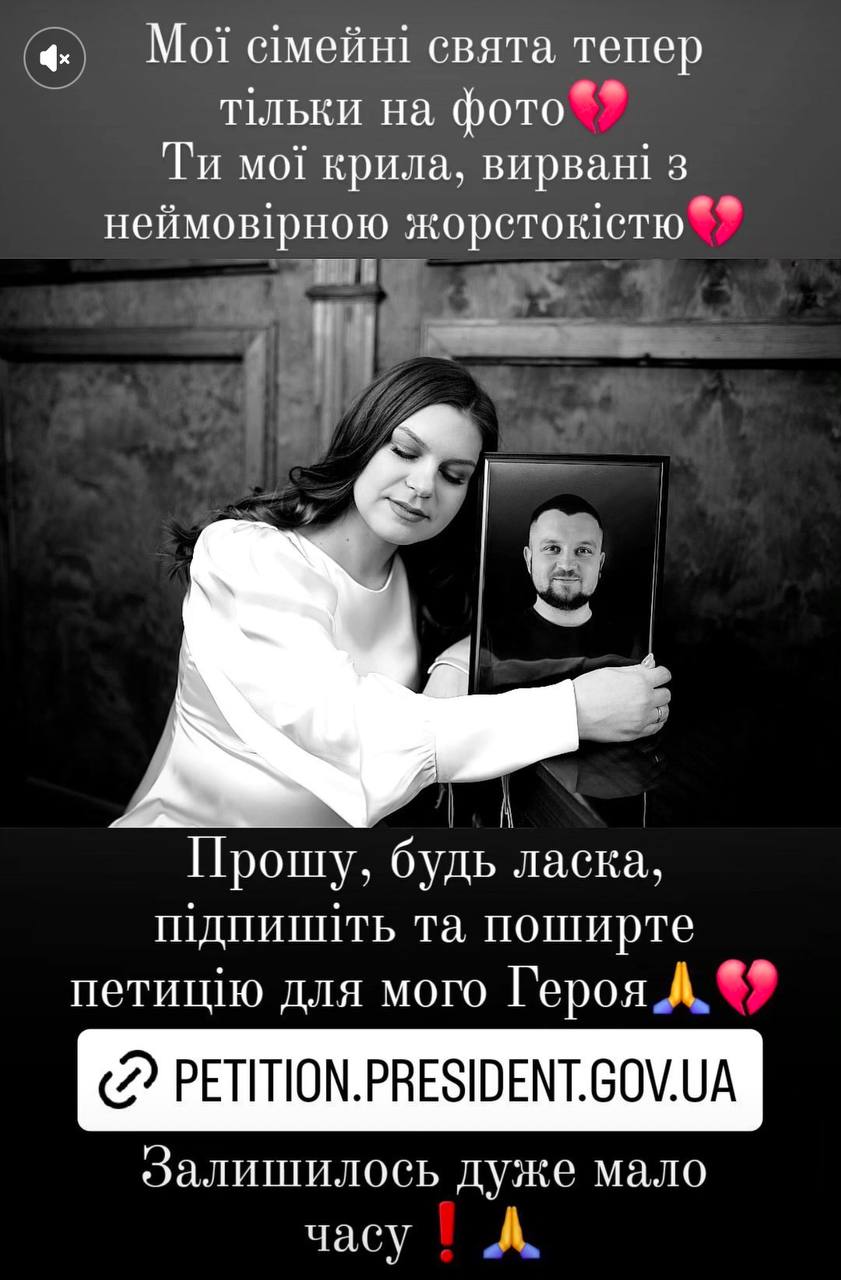 Мої сімейні свята тепер
тільки на фото💔
Ти мої крила, вирвані з
неймовірною жорстокістю💔
Прошу, будь ласка,
підпишіть та поширте
петицію для мого Героя🙏💔
PETITION.PRESIDENT.GOV.UA
Залишилось дуже мало
часу❗🙏